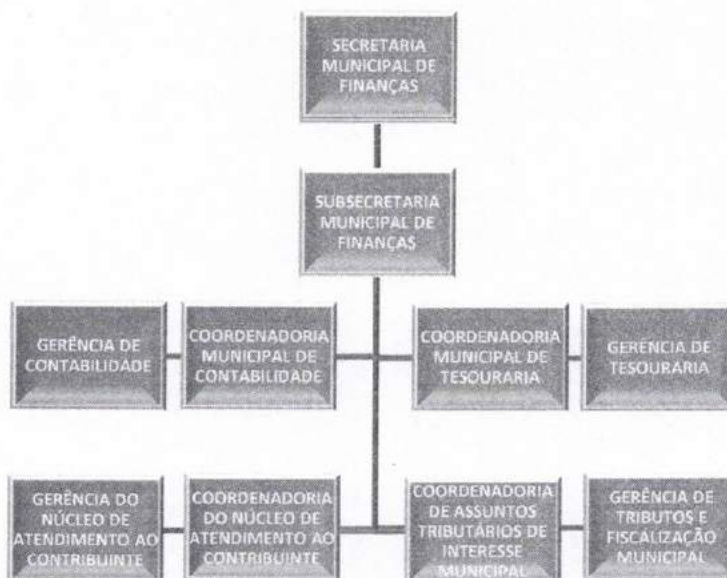 SECRETARIA
MUNICIPAL DE
FINANÇAS
SUBSECRETARIA
MUNICIPAL DE
FINANÇAS
GERÊNCIA DE
CONTABILIDADE
COORDENADORIA
MUNICIPAL DE
CONTABILIDADE
COORDENADORIA
MUNICIPAL DE
TESOURARIA
GERENCIA DE
TESOURARIA
GERÊNCIA DO
NÚCLEO DE
ATENDIMENTO AO
CONTRIBUINTE
COORDENADORIA
DO NÚCLEO DE
ATENDIMENTO AO
CONTRIBUINTE
COORDENADORIA
DE ASSUNTOS
TRIBUTÁRIOS DE
INTERESSE
MUNICIPAL
GERÊNCIA DE
TRIBUTOS E
FISCALIZAÇÃO
MUNICIPAL